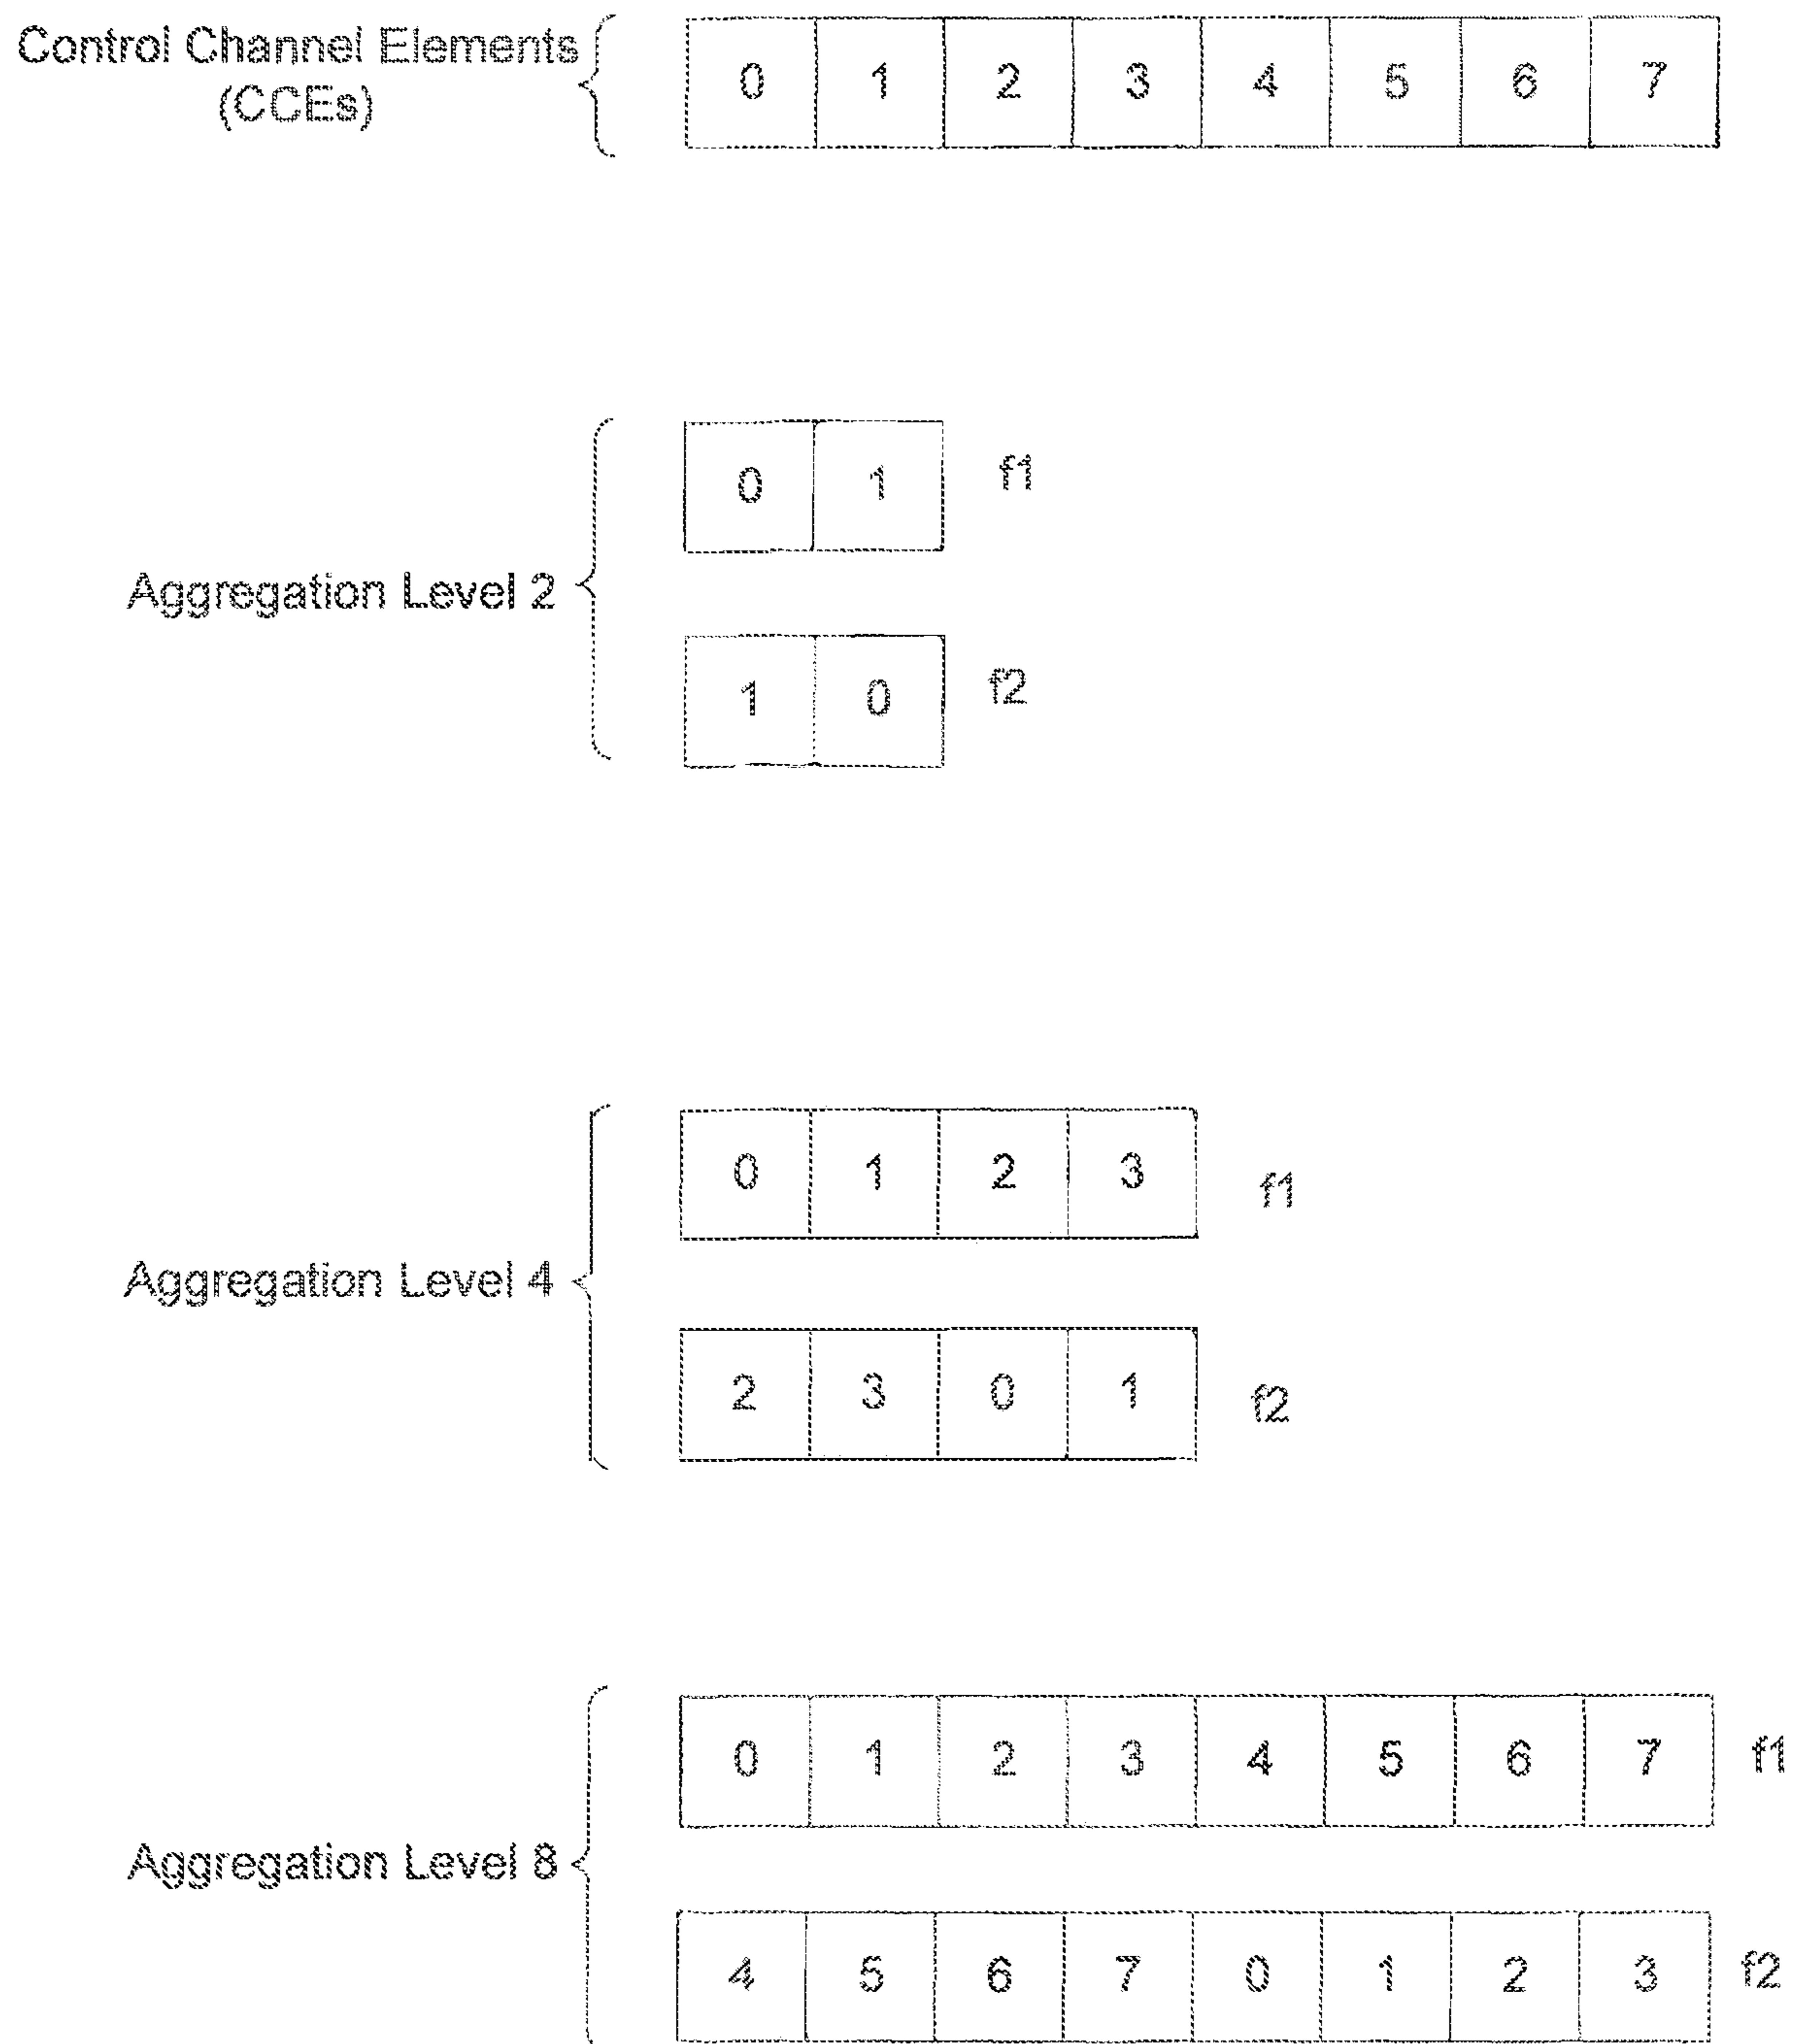 Control Channel Elements
(CCEs)
0 1 2 3 4 5 6 7
Aggregation Level 2
0 1 f1
1 0 f2
Aggregation Level 4
0 1 2 3 f1
2 3 0 1 f2
Aggregation Level 8
0 1 2 3 4 5 6 7 f1
4 5 6 7 0 1 2 3 f2